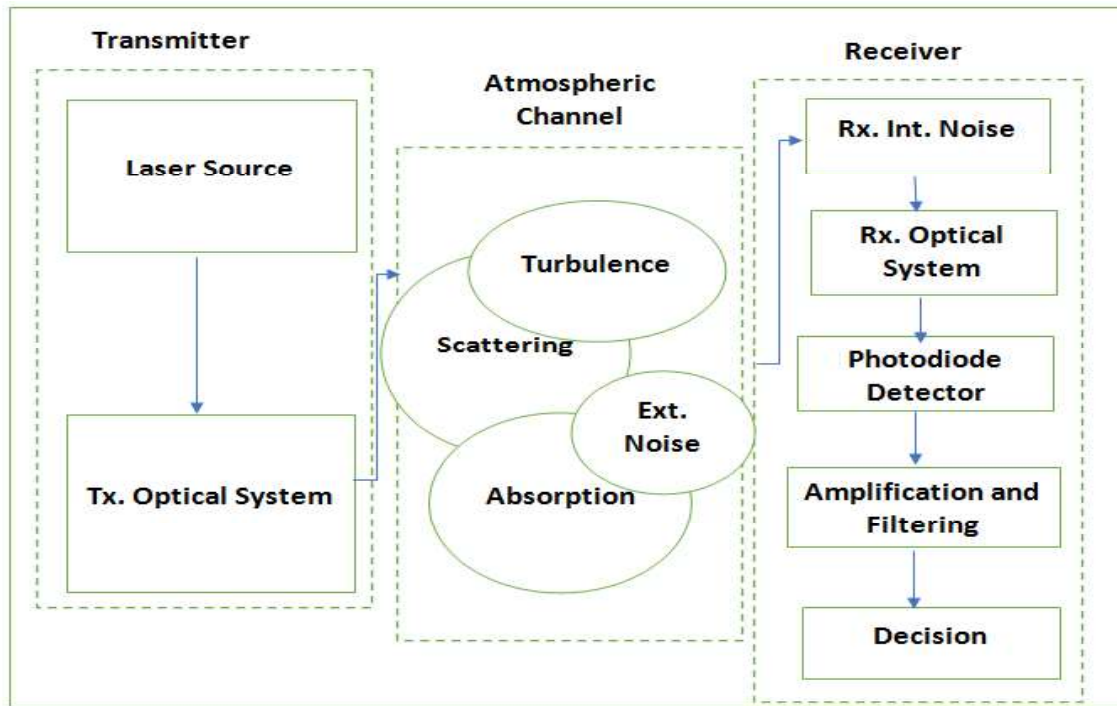 Transmitter
Laser Source
Tx. Optical System
Atmospheric
Channel
Turbulence
Scattering
Ext.
Noise
Absorption
Receiver
Rx. Int. Noise
Rx. Optical
System
Photodiode
Detector
Amplification and
Filtering
Decision